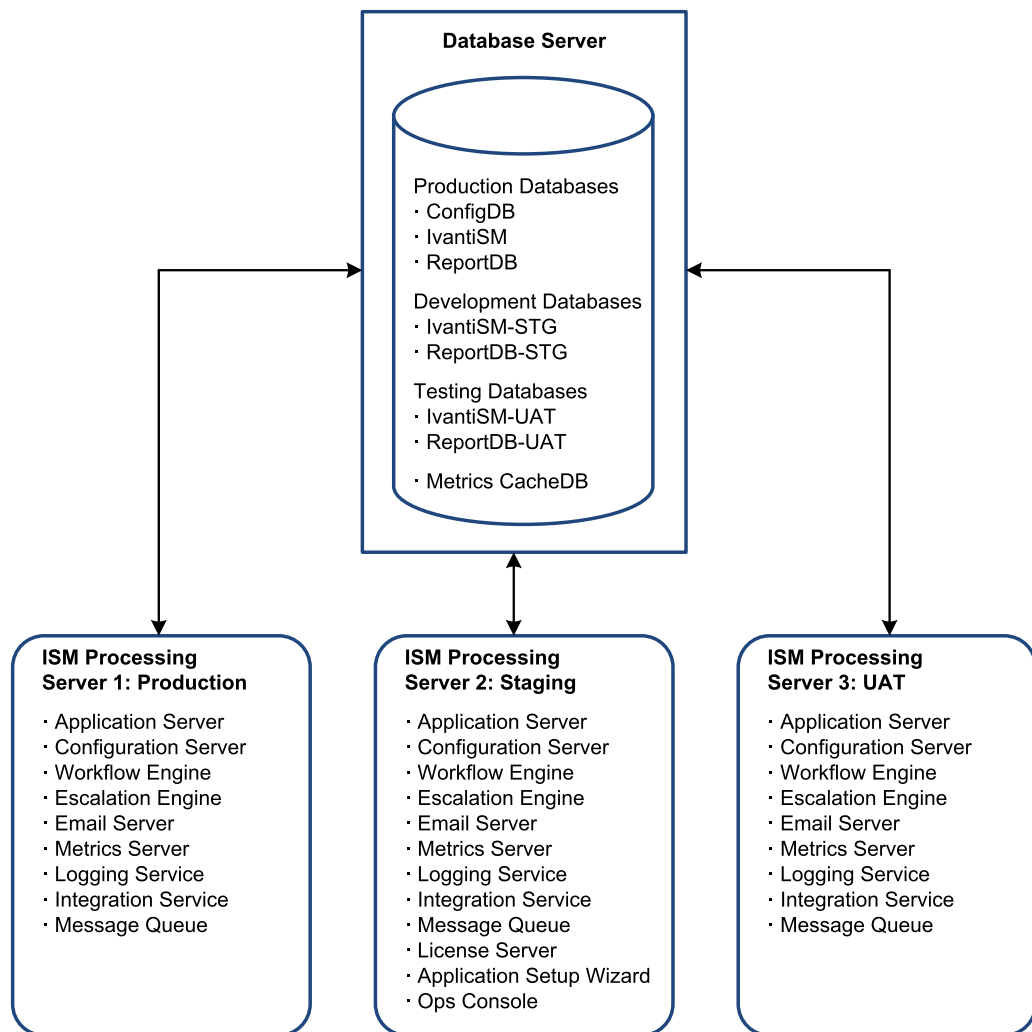 Database Server
Production Databases
· ConfigDB
· IvantiSM
· ReportDB
Development Databases
· IvantiSM-STG
· ReportDB-STG
Testing Databases
· IvantiSM-UAT
· ReportDB-UAT
· Metrics CacheDB
ISM Processing
Server 1: Production
· Application Server
· Configuration Server
· Workflow Engine
· Escalation Engine
· Email Server
· Metrics Server
· Logging Service
· Integration Service
· Message Queue
ISM Processing
Server 2: Staging
· Application Server
· Configuration Server
· Workflow Engine
· Escalation Engine
· Email Server
· Metrics Server
· Logging Service
· Integration Service
· Message Queue
· License Server
· Application Setup Wizard
· Ops Console
ISM Processing
Server 3: UAT
· Application Server
· Configuration Server
· Workflow Engine
· Escalation Engine
· Email Server
· Metrics Server
· Logging Service
· Integration Service
· Message Queue